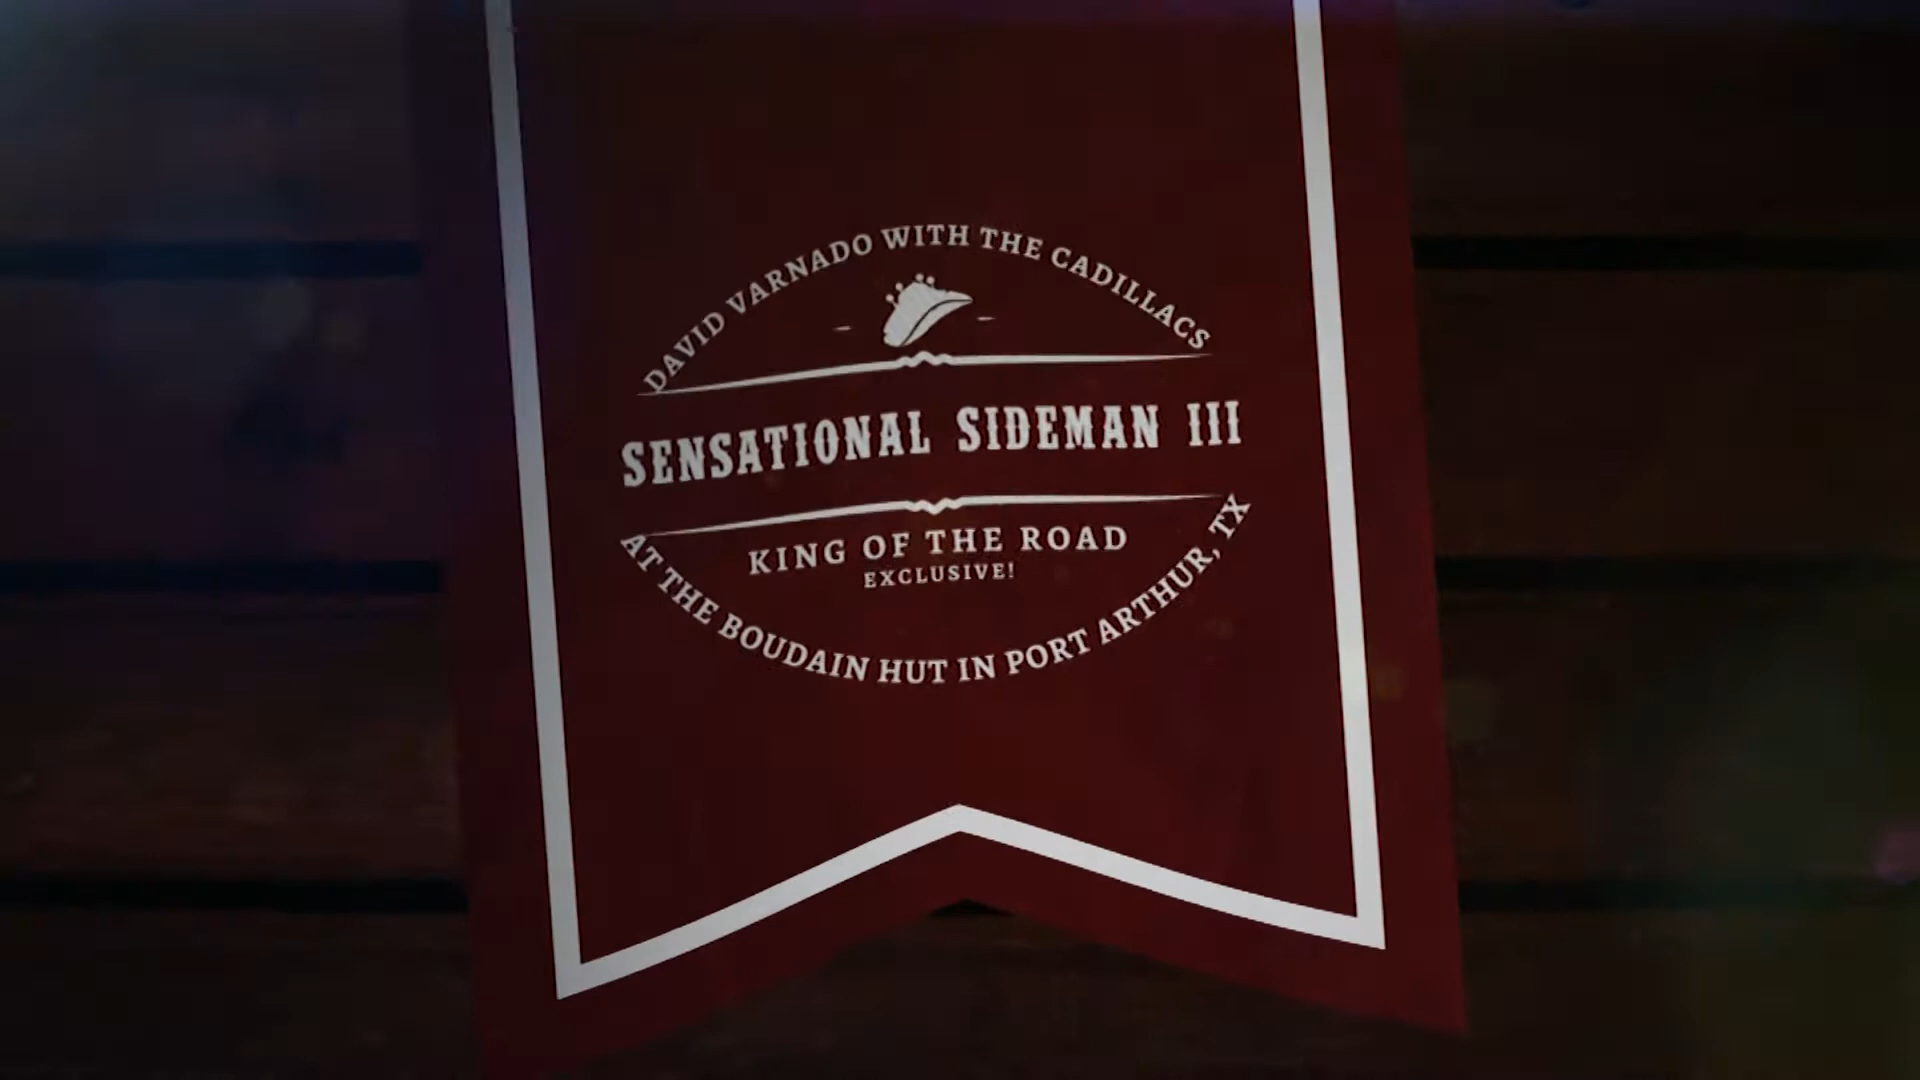 DAVID VARNADO WITH THE CADILLACS
SENSATIONAL SIDEMAN III
KING OF THE ROAD
EXCLUSIVE!
AT THE BOUDAIN HUT IN PORT ARTHUR, TX